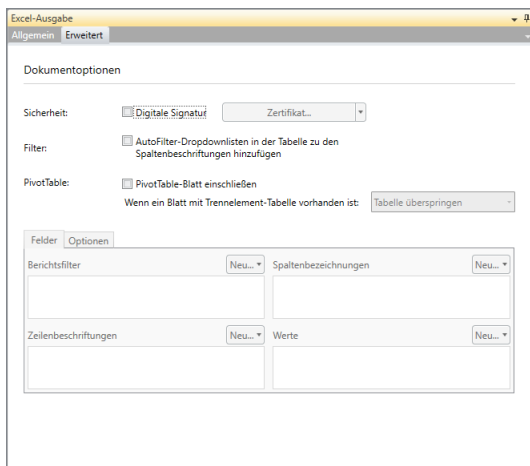 Excel-Ausgabe
Allgemein Erweitert
Dokumentoptionen
Sicherheit: Digitale Signatur Zertifikat...
Filter: AutoFilter-Dropdownlisten in der Tabelle zu den
Spaltenbeschriftungen hinzufügen
PivotTable: PivotTable-Blatt einschließen
Wenn ein Blatt mit Trennelement-Tabelle vorhanden ist: Tabelle überspringen
Felder Optionen
Berichtsfilter Neu... Spaltenbezeichnungen Neu...
Zeilenbeschriftungen Neu... Werte Neu...